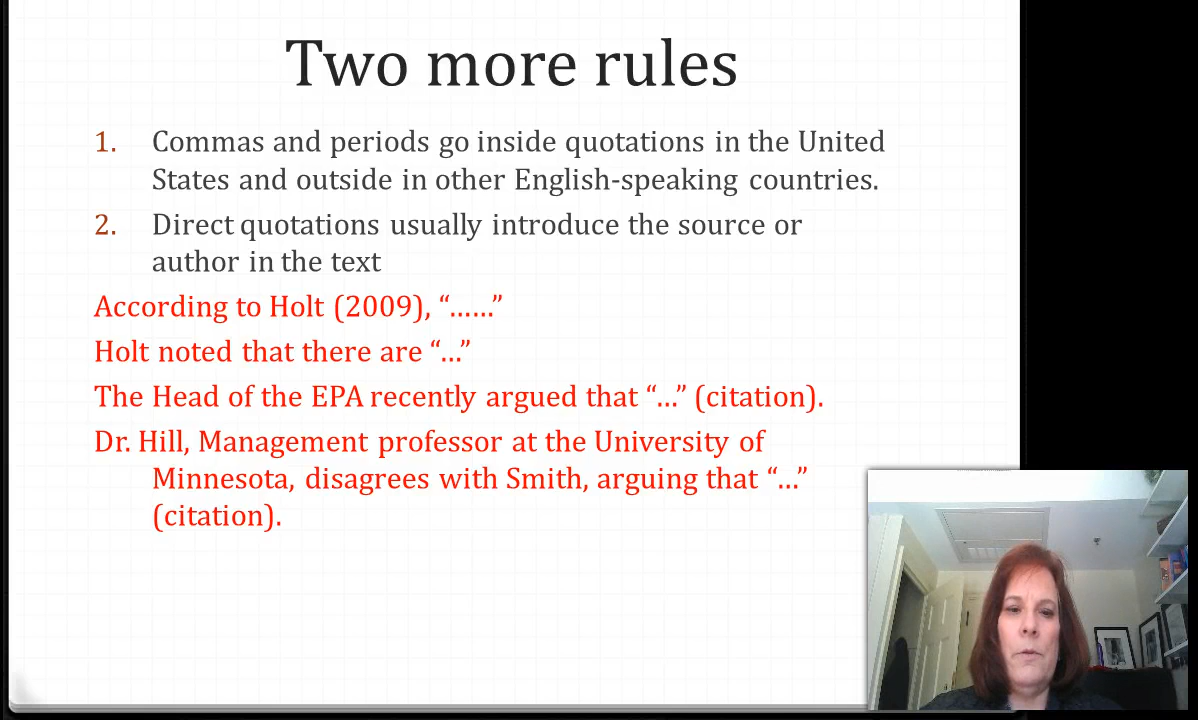 Two more rules
1. Commas and periods go inside quotations in the United
States and outside in other English-speaking countries.
2. Direct quotations usually introduce the source or
author in the text
According to Holt (2009), “……”
Holt noted that there are “…”
The Head of the EPA recently argued that “…” (citation).
Dr. Hill, Management professor at the University of
Minnesota, disagrees with Smith, arguing that “…”
(citation).